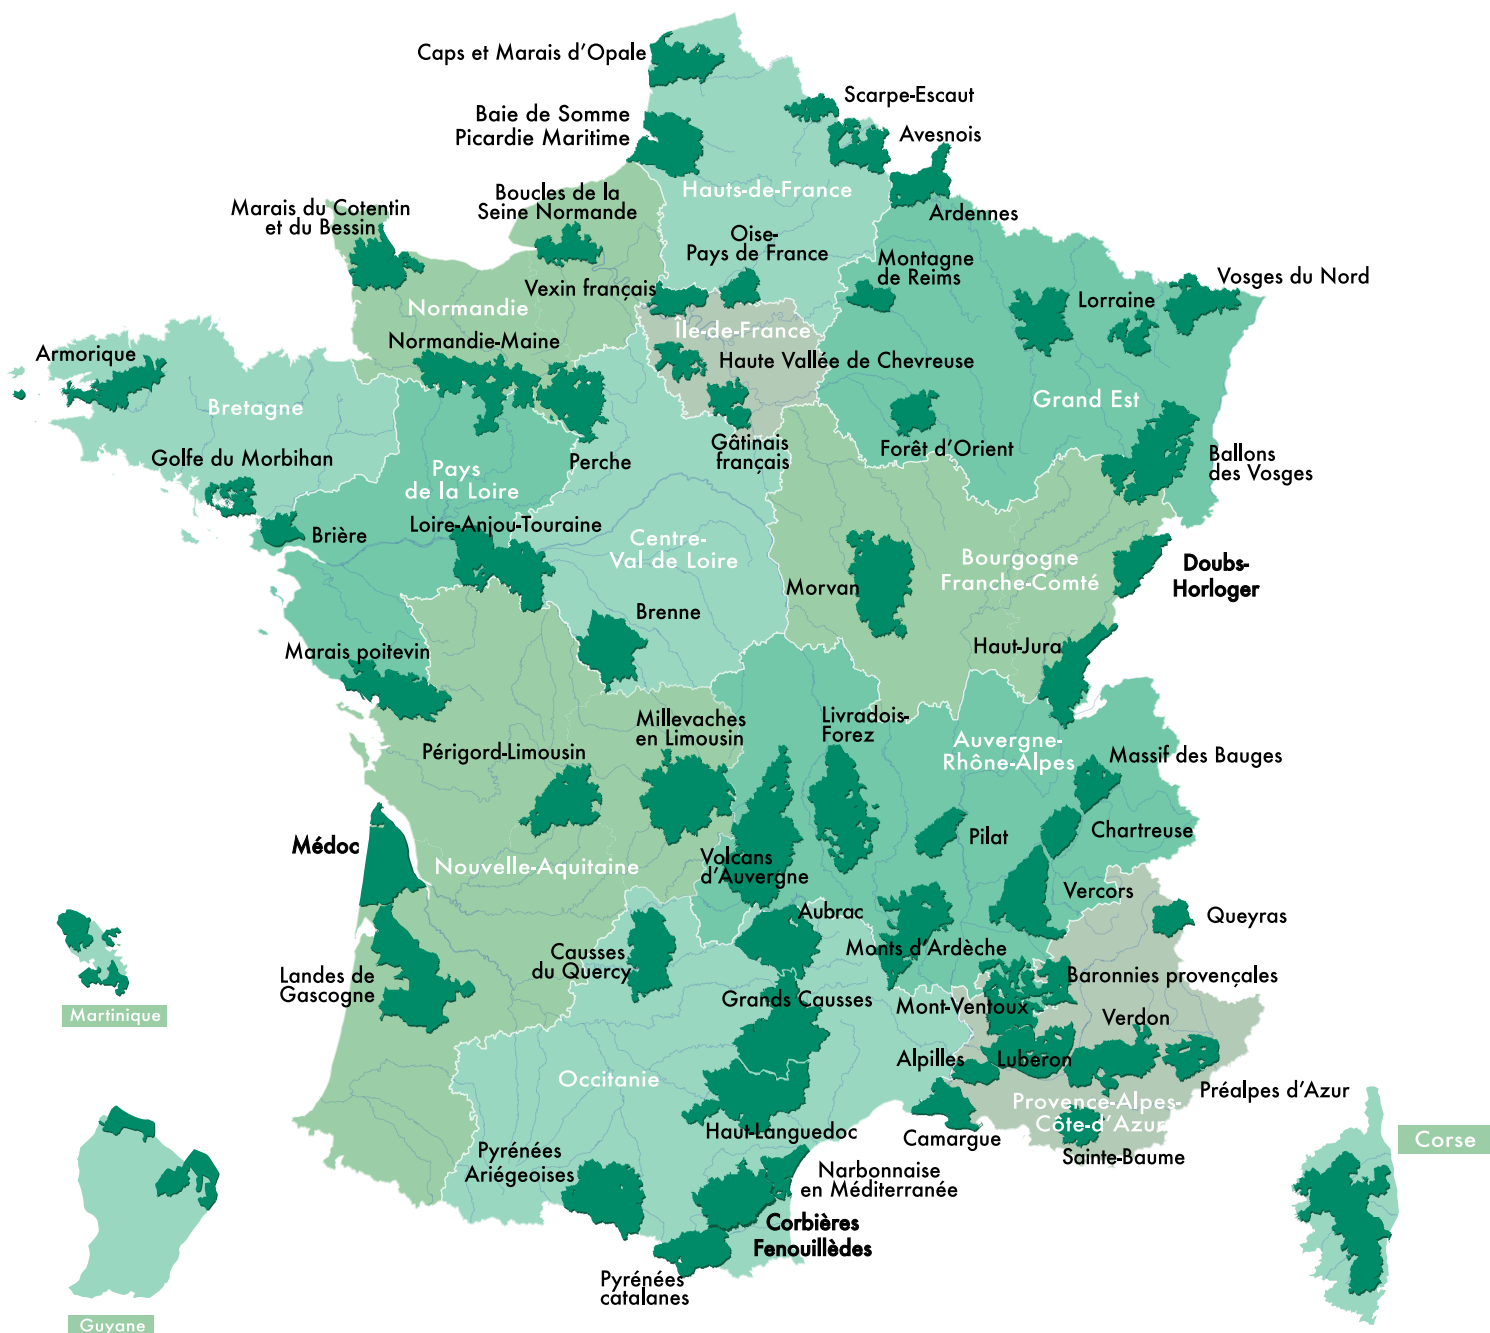 Caps et Marais d'Opale
Scarpe-Escaut
Baie de Somme
Picardie Maritime
Avesnois
Hauts-de-France
Boucles de la
Seine Normande
Marais du Cotentin
et du Bessin
Ardennes
Oise-
Pays de France
Montagne
de Reims
Vosges du Nord
Vexin français
Lorraine
Normandie
Île-de-France
Normandie-Maine
Armorique
Haute Vallée de Chevreuse
Bretagne
Grand Est
Golfe du Morbihan
Gâtinais
français
Forêt d'Orient
Perche
Ballons
des Vosges
Pays
de la Loire
Loire-Anjou-Touraine
Brière
Centre-
Val de Loire
Bourgogne
Franche-Comté
Doubs-
Horloger
Morvan
Brenne
Haut-Jura
Marais poitevin
Millevaches
en Limousin
Livradois-
Forez
Périgord-Limousin
Auvergne-
Rhône-Alpes
Massif des Bauges
Médoc
Pilat
Chartreuse
Nouvelle-Aquitaine
Volcans
d'Auvergne
Vercors
Aubrac
Queyras
Causses
du Quercy
Monts d'Ardèche
Landes de
Gascogne
Baronnies provençales
Grands Causses
Mont-Ventoux
Martinique
Verdon
Alpilles
Luberon
Occitanie
Préalpes d'Azur
Provence-Alpes-
Côte-d'Azur
Haut-Languedoc
Camargue
Sainte-Baume
Corse
Pyrénées
Ariégeoises
Narbonnaise
en Méditerranée
Corbières
Fenouillèdes
Pyrénées
catalanes
Guyane